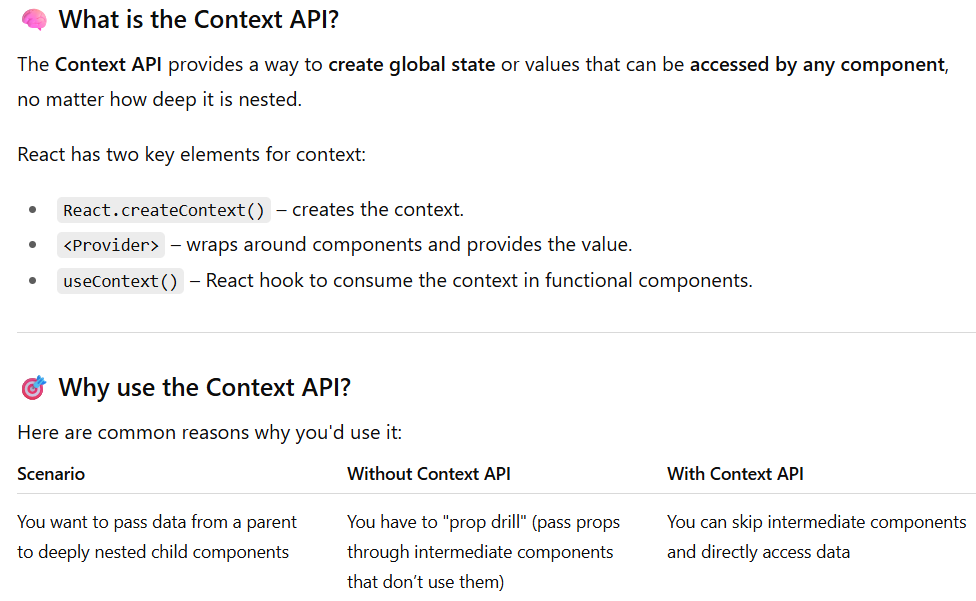 🧠 What is the Context API?
The Context API provides a way to create global state or values that can be accessed by any component,
no matter how deep it is nested.
React has two key elements for context:
• React.createContext() – creates the context.
• <Provider> – wraps around components and provides the value.
• useContext() – React hook to consume the context in functional components.
🎯 Why use the Context API?
Here are common reasons why you'd use it:
Scenario Without Context API With Context API
You want to pass data from a parent You have to "prop drill" (pass props You can skip intermediate components
to deeply nested child components through intermediate components and directly access data
that don’t use them)